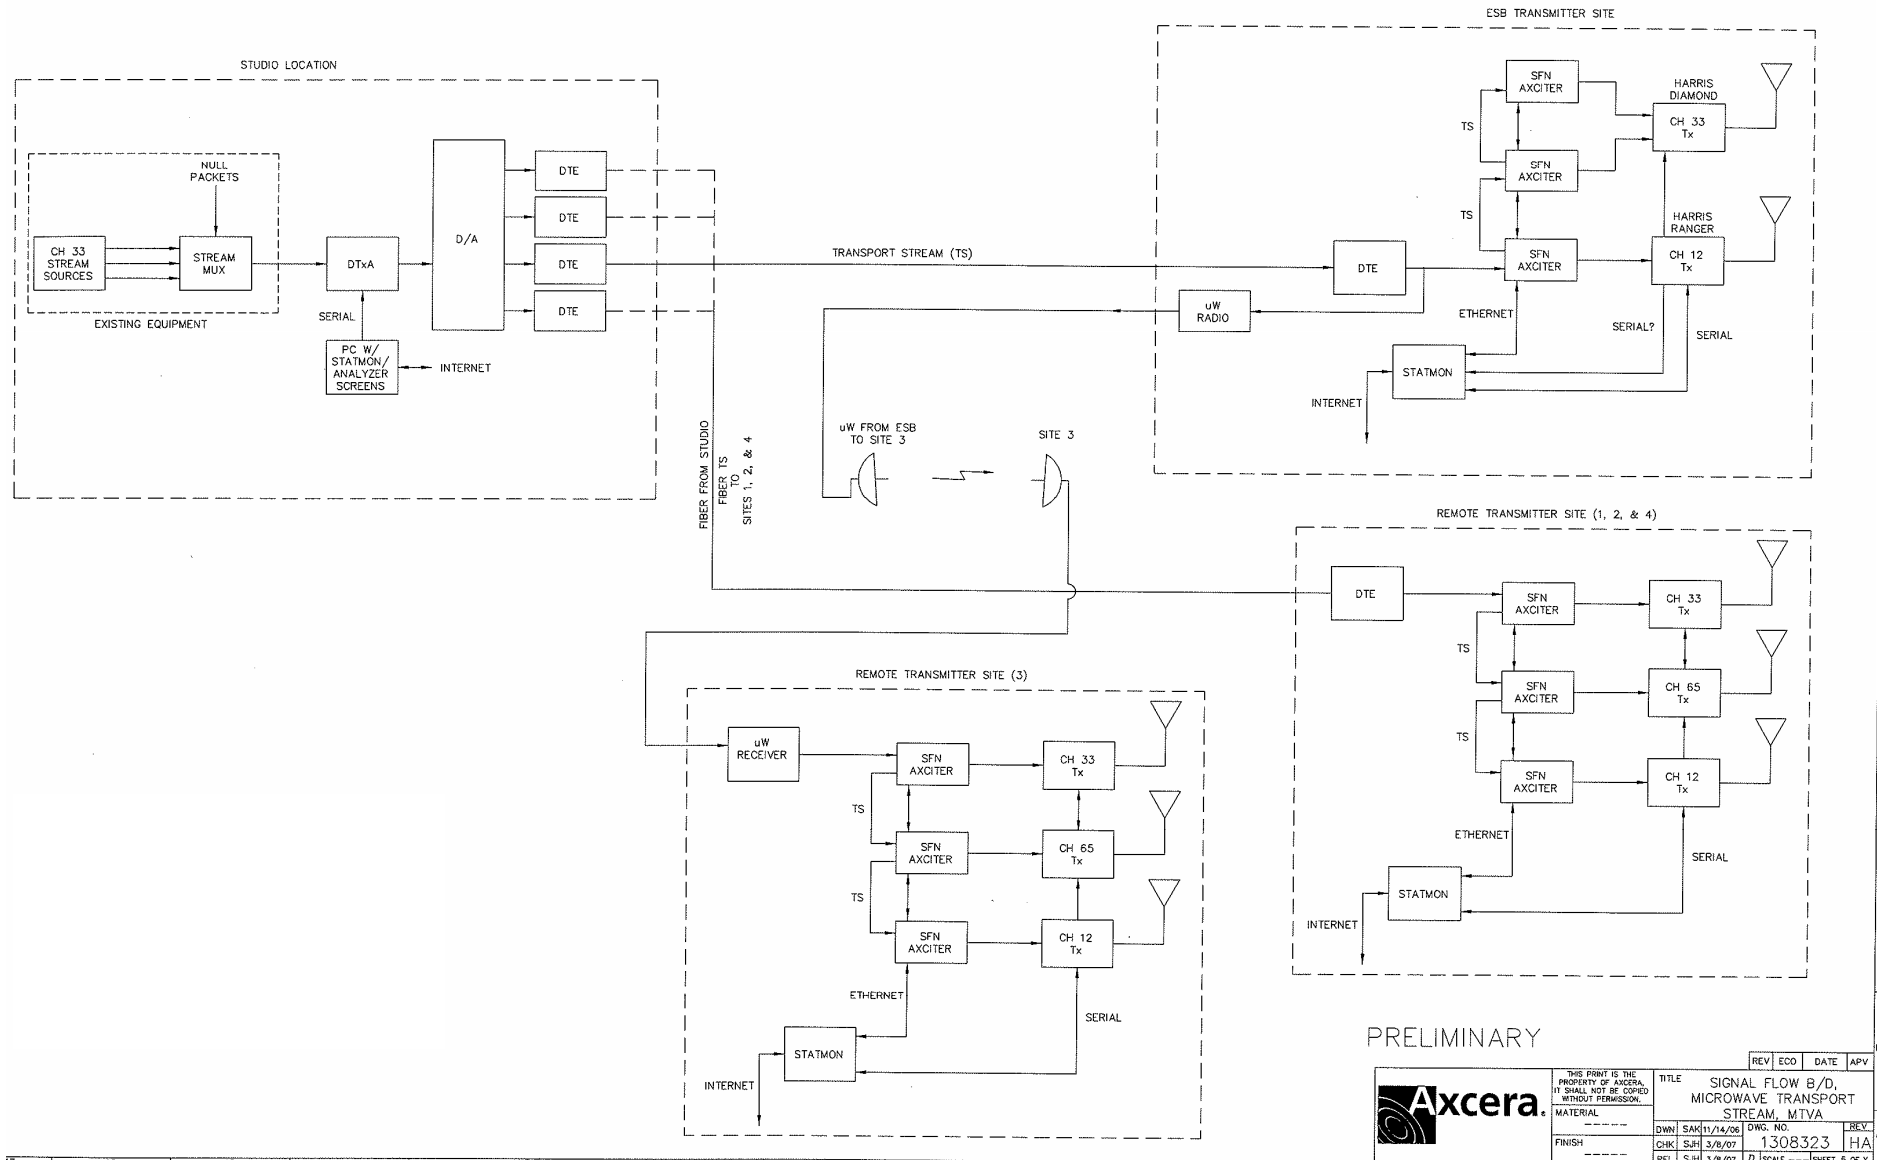 ESB TRANSMITTER SITE
STUDIO LOCATION
NULL
PACKETS
CH 33
STREAM
SOURCES
STREAM
MUX
EXISTING EQUIPMENT
DTxA
SERIAL
PC W/
STATMON/
ANALYZER
SCREENS
INTERNET
D/A
DTE
DTE
DTE
DTE
TRANSPORT STREAM (TS)
FIBER FROM STUDIO
FIBER TS
TO
SITES 1, 2, & 4
uW FROM ESB
TO SITE 3
SITE 3
SFN
AXCITER
HARRIS
DIAMOND
CH 33
Tx
TS
SFN
AXCITER
TS
HARRIS
RANGER
CH 12
Tx
SFN
AXCITER
DTE
uW
RADIO
ETHERNET
SERIAL?
SERIAL
STATMON
INTERNET
REMOTE TRANSMITTER SITE (1, 2, & 4)
DTE
SFN
AXCITER
CH 33
Tx
TS
SFN
AXCITER
CH 65
Tx
TS
SFN
AXCITER
CH 12
Tx
ETHERNET
SERIAL
STATMON
INTERNET
REMOTE TRANSMITTER SITE (3)
uW
RECEIVER
SFN
AXCITER
CH 33
Tx
TS
SFN
AXCITER
CH 65
Tx
TS
SFN
AXCITER
CH 12
Tx
ETHERNET
SERIAL
STATMON
INTERNET
PRELIMINARY
REV ECO DATE APV
Axcera®
THIS PRINT IS THE
PROPERTY OF AXCERA,
IT SHALL NOT BE COPIED
WITHOUT PERMISSION.
MATERIAL
-----
FINISH
-----
TITLE
SIGNAL FLOW B/D,
MICROWAVE TRANSPORT
STREAM, MTVA
DWN SAK 11/14/06
CHK SJH 3/8/07
REL SJH 3/8/07
DWG. NO.
1308323
REV
HA
D SCALE ---- SHEET